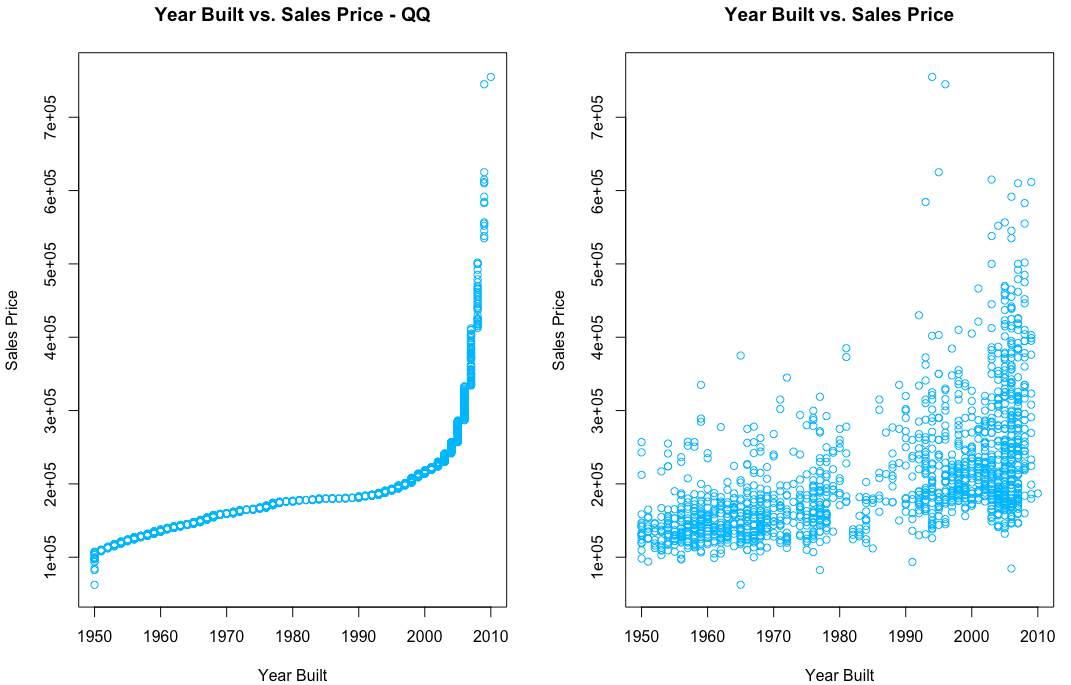 Year Built vs. Sales Price - QQ
Sales Price
7e+05
6e+05
5e+05
4e+05
3e+05
2e+05
1e+05
1950 1960 1970 1980 1990 2000 2010
Year Built
Year Built vs. Sales Price
Sales Price
7e+05
6e+05
5e+05
4e+05
3e+05
2e+05
1e+05
1950 1960 1970 1980 1990 2000 2010
Year Built